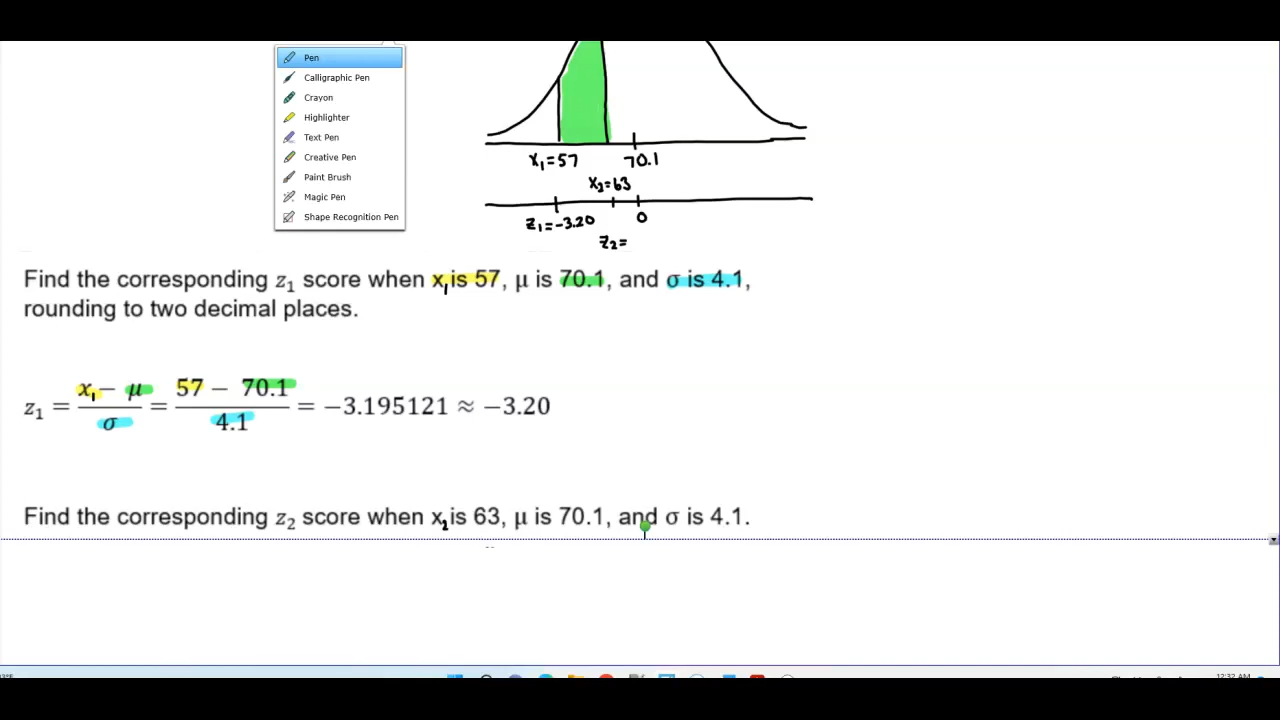 Pen
Calligraphic Pen
Crayon
Highlighter
Text Pen
Creative Pen
Paint Brush
Magic Pen
Shape Recognition Pen
x₁=57 70.1
x₂=63
z₁=-3.20 0
z₂=
Find the corresponding z₁ score when x₁ is 57, μ is 70.1, and σ is 4.1,
rounding to two decimal places.
z₁ = (x₁ − μ)/σ = (57 − 70.1)/4.1 = −3.195121 ≈ −3.20
Find the corresponding z₂ score when x₂ is 63, μ is 70.1, and σ is 4.1.